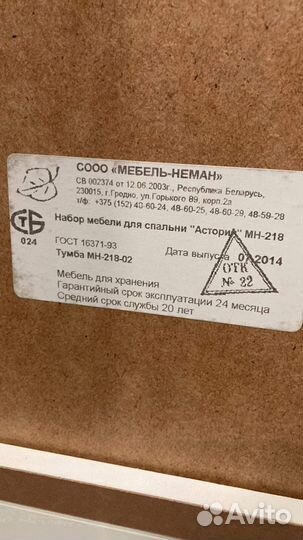 СООО «МЕБЕЛЬ-НЕМАН»
СВ 002374 от 12.06.2003г., Республика Беларусь,
230015, г.Гродно, ул.Горького 89, корп.2а
т/ф: +375 (152) 40-60-24, 48-60-25, 48-60-29, 48-59-28
СТБ
024
Набор мебели для спальни "Астория" МН-218
ГОСТ 16371-93 Дата выпуска 07.2014
Тумба МН-218-02
ОТК
№ 22
Мебель для хранения
Гарантийный срок эксплуатации 24 месяца
Средний срок службы 20 лет
Avito